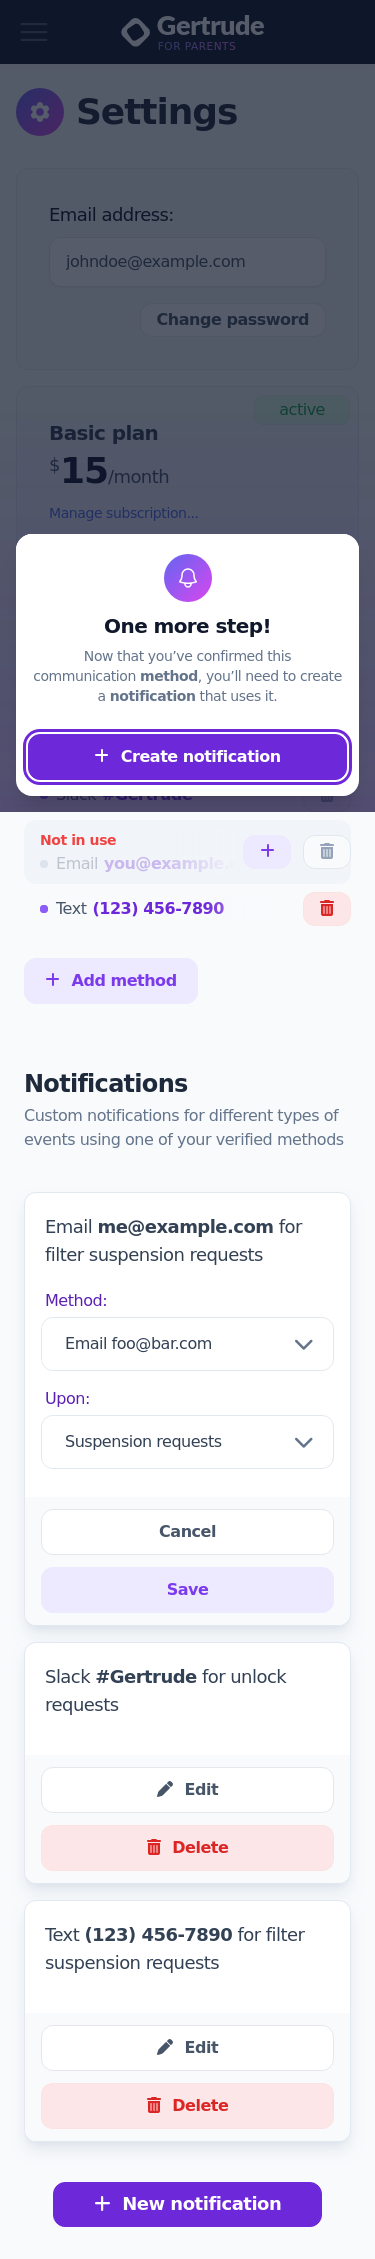 Gertrude
FOR PARENTS
Settings
Email address:
johndoe@example.com
Change password
active
Basic plan
$15/month
Manage subscription...
One more step!
Now that you’ve confirmed this
communication method, you’ll need to create
a notification that uses it.
+ Create notification
Slack #Gertrude
Not in use
Email you@example.
+
Text (123) 456-7890
+ Add method
Notifications
Custom notifications for different types of
events using one of your verified methods
Email me@example.com for
filter suspension requests
Method:
Email foo@bar.com
Upon:
Suspension requests
Cancel
Save
Slack #Gertrude for unlock
requests
Edit
Delete
Text (123) 456-7890 for filter
suspension requests
Edit
Delete
+ New notification